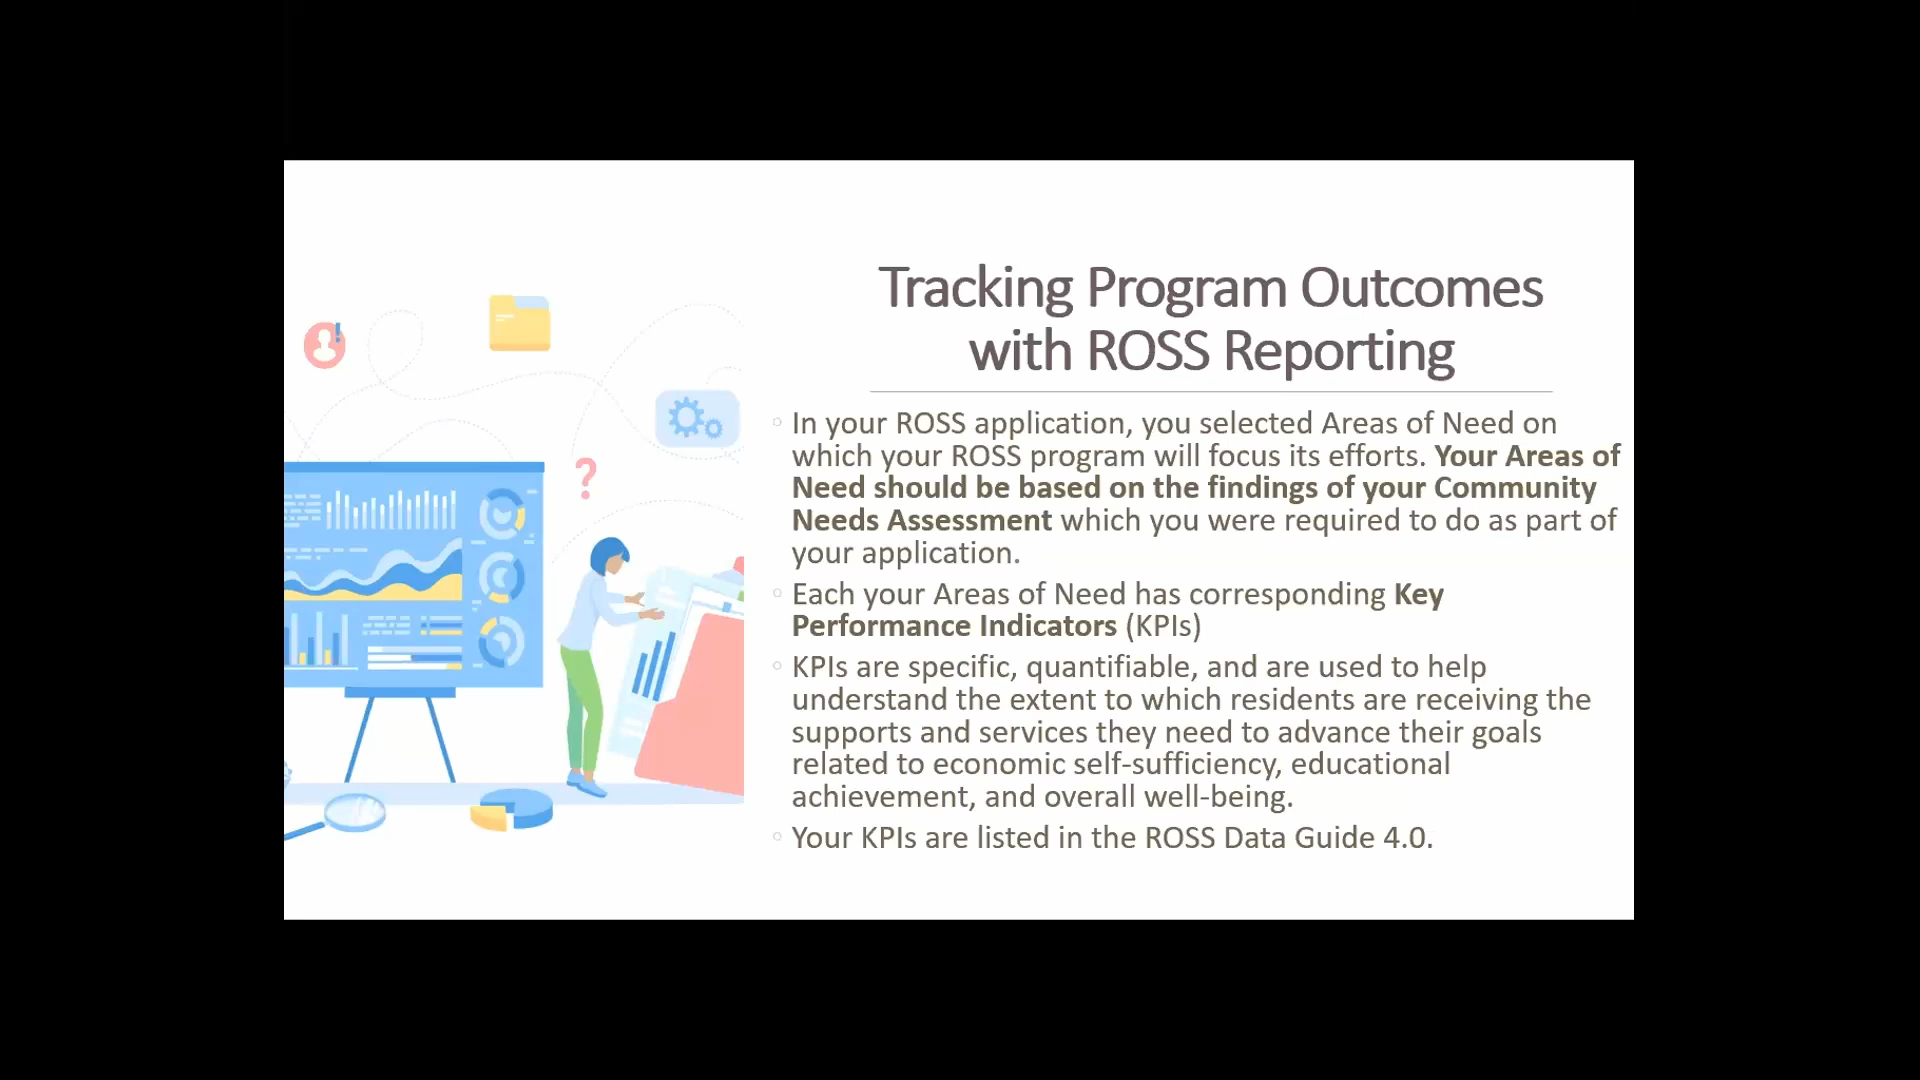 Tracking Program Outcomes
with ROSS Reporting
In your ROSS application, you selected Areas of Need on
which your ROSS program will focus its efforts. Your Areas of
Need should be based on the findings of your Community
Needs Assessment which you were required to do as part of
your application.
Each your Areas of Need has corresponding Key
Performance Indicators (KPIs)
KPIs are specific, quantifiable, and are used to help
understand the extent to which residents are receiving the
supports and services they need to advance their goals
related to economic self-sufficiency, educational
achievement, and overall well-being.
Your KPIs are listed in the ROSS Data Guide 4.0.